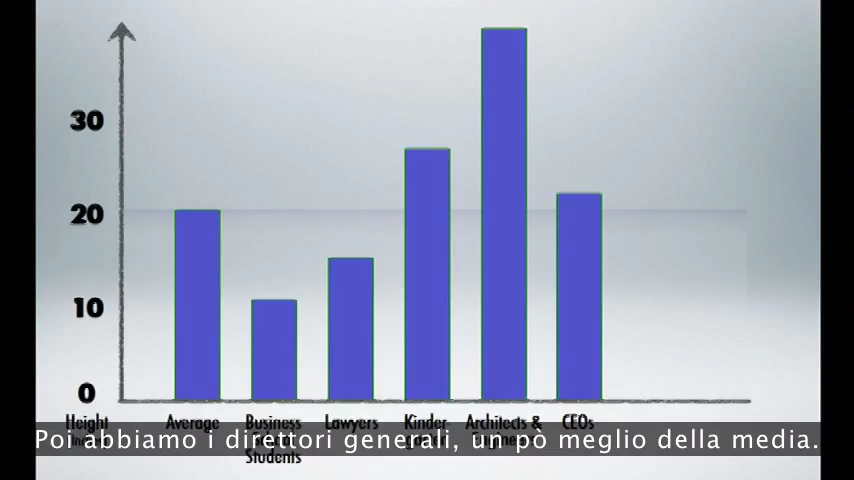 30
20
10
0
Height
Average
Business
Students
Lawyers
Kinder-
Architects &
CEOs
Poi abbiamo i direttori generali, un pò meglio della media.